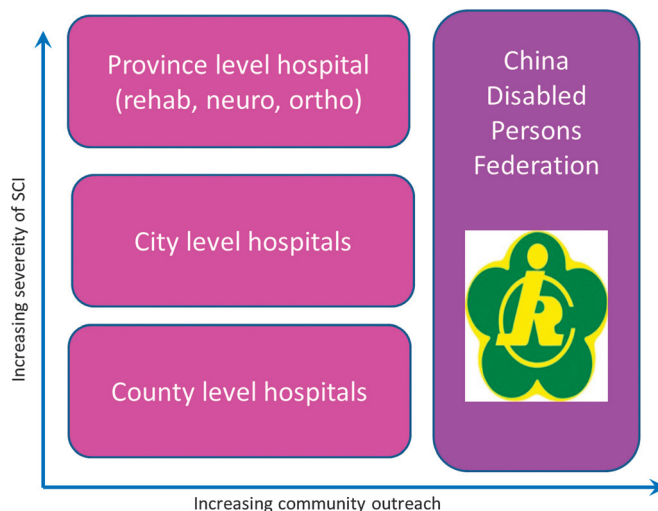 Province level hospital
(rehab, neuro, ortho)
City level hospitals
County level hospitals
China
Disabled
Persons
Federation
Increasing severeity of SCI
Increasing community outreach